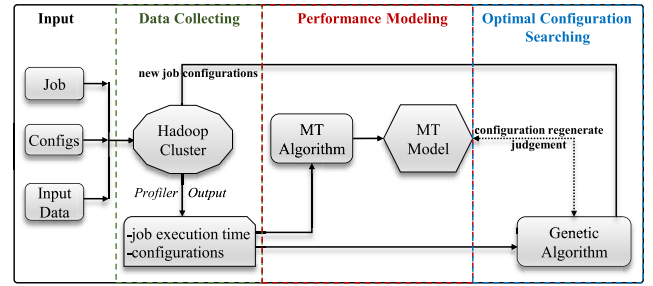 Input
Data Collecting
Performance Modeling
Optimal Configuration
Searching
new job configurations
Job
Configs
Input
Data
Hadoop
Cluster
Profiler Output
-job execution time
-configurations
MT
Algorithm
MT
Model
configuration regenerate
judgement
Genetic
Algorithm